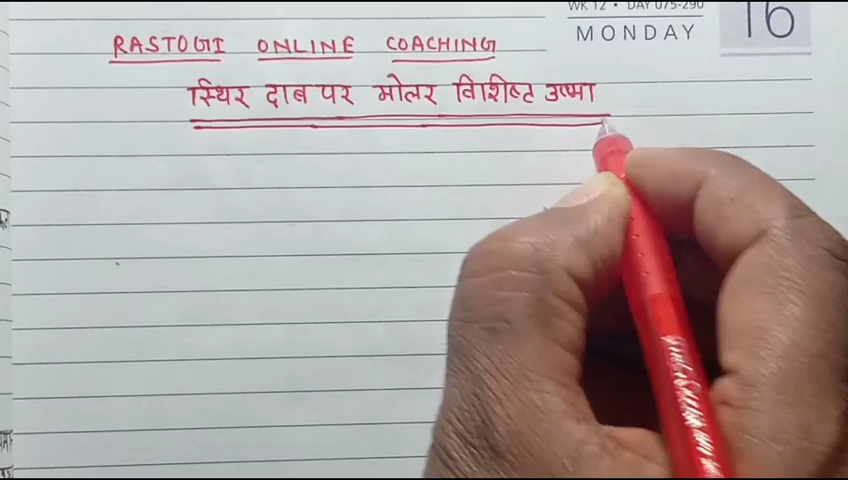 WK 12 • DAY 075-290
16
MONDAY
RASTOGI ONLINE COACHING
स्थिर दाब पर मोलर विशिष्ट उष्मा